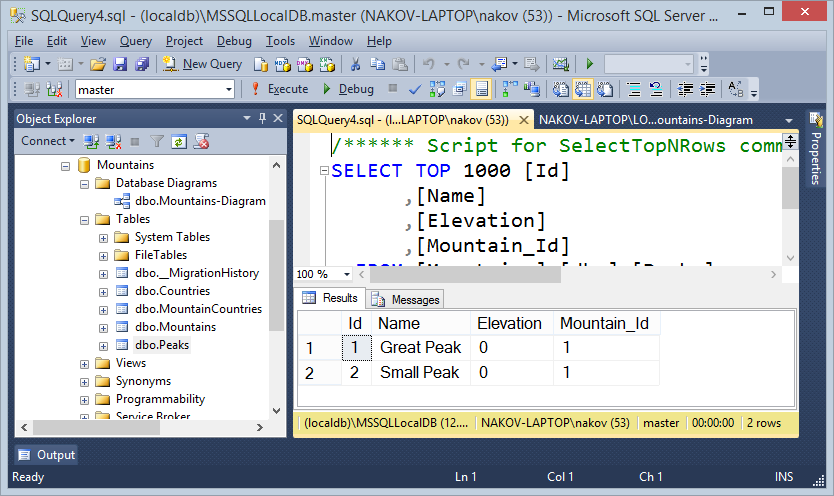 SQLQuery4.sql - (localdb)\MSSQLLocalDB.master (NAKOV-LAPTOP\nakov (53)) - Microsoft SQL Server ...
File Edit View Query Project Debug Tools Window Help
New Query
master Execute Debug
Object Explorer
Connect
Mountains
Database Diagrams
dbo.Mountains-Diagram
Tables
System Tables
FileTables
dbo.__MigrationHistory
dbo.Countries
dbo.MountainCountries
dbo.Mountains
dbo.Peaks
Views
Synonyms
Programmability
Service Broker
SQLQuery4.sql - (l...LAPTOP\nakov (53)) NAKOV-LAPTOP\LO...ountains-Diagram
/****** Script for SelectTopNRows comm
SELECT TOP 1000 [Id]
,[Name]
,[Elevation]
,[Mountain_Id]
100 %
Results Messages
Id Name Elevation Mountain_Id
1 1 Great Peak 0 1
2 2 Small Peak 0 1
(localdb)\MSSQLLocalDB (12.... NAKOV-LAPTOP\nakov (53) master 00:00:00 2 rows
Properties
Output
Ready Ln 1 Col 1 Ch 1 INS